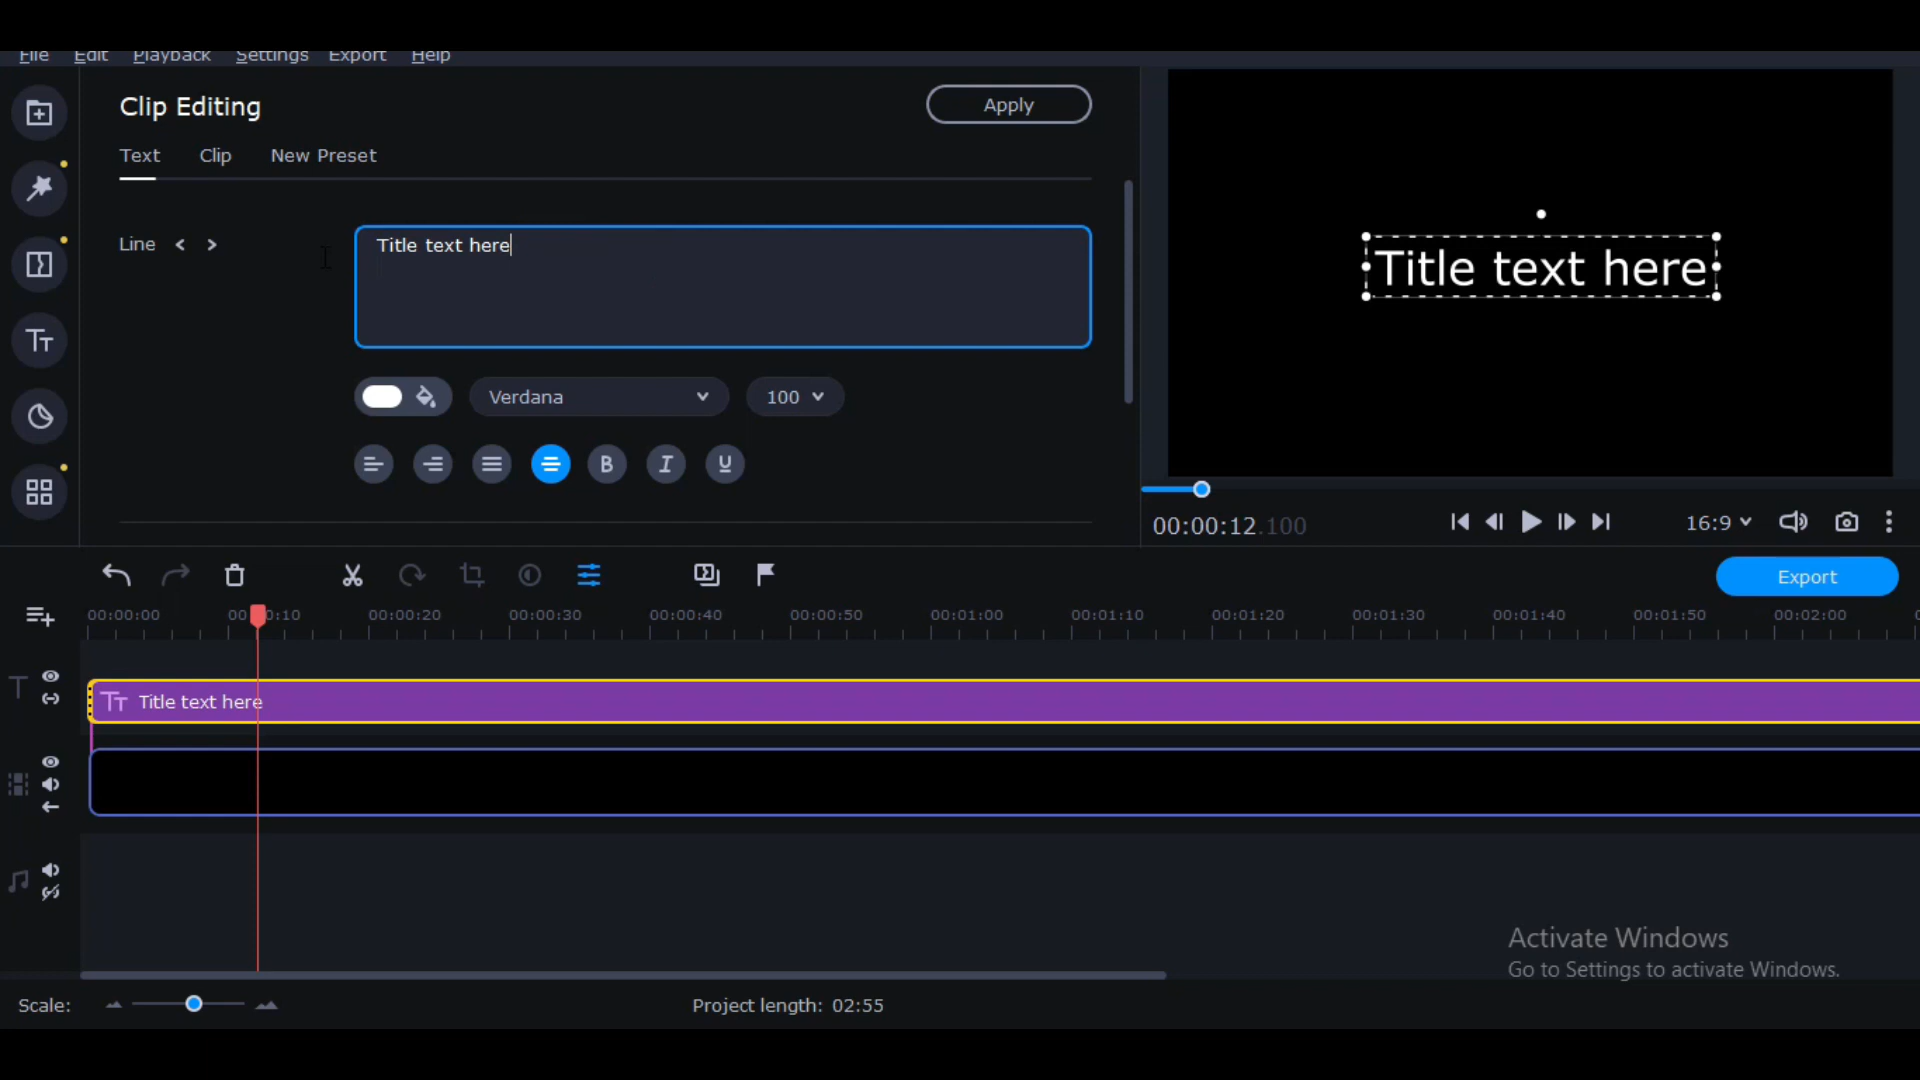 File Edit Playback Settings Export Help
Clip Editing
Apply
Text Clip New Preset
Line < >
Title text here
Title text here
Verdana
100
B I U
00:00:12.100
16:9
Export
00:00:00 00:00:10 00:00:20 00:00:30 00:00:40 00:00:50 00:01:00 00:01:10 00:01:20 00:01:30 00:01:40 00:01:50 00:02:00
Title text here
Activate Windows
Go to Settings to activate Windows.
Scale:
Project length: 02:55